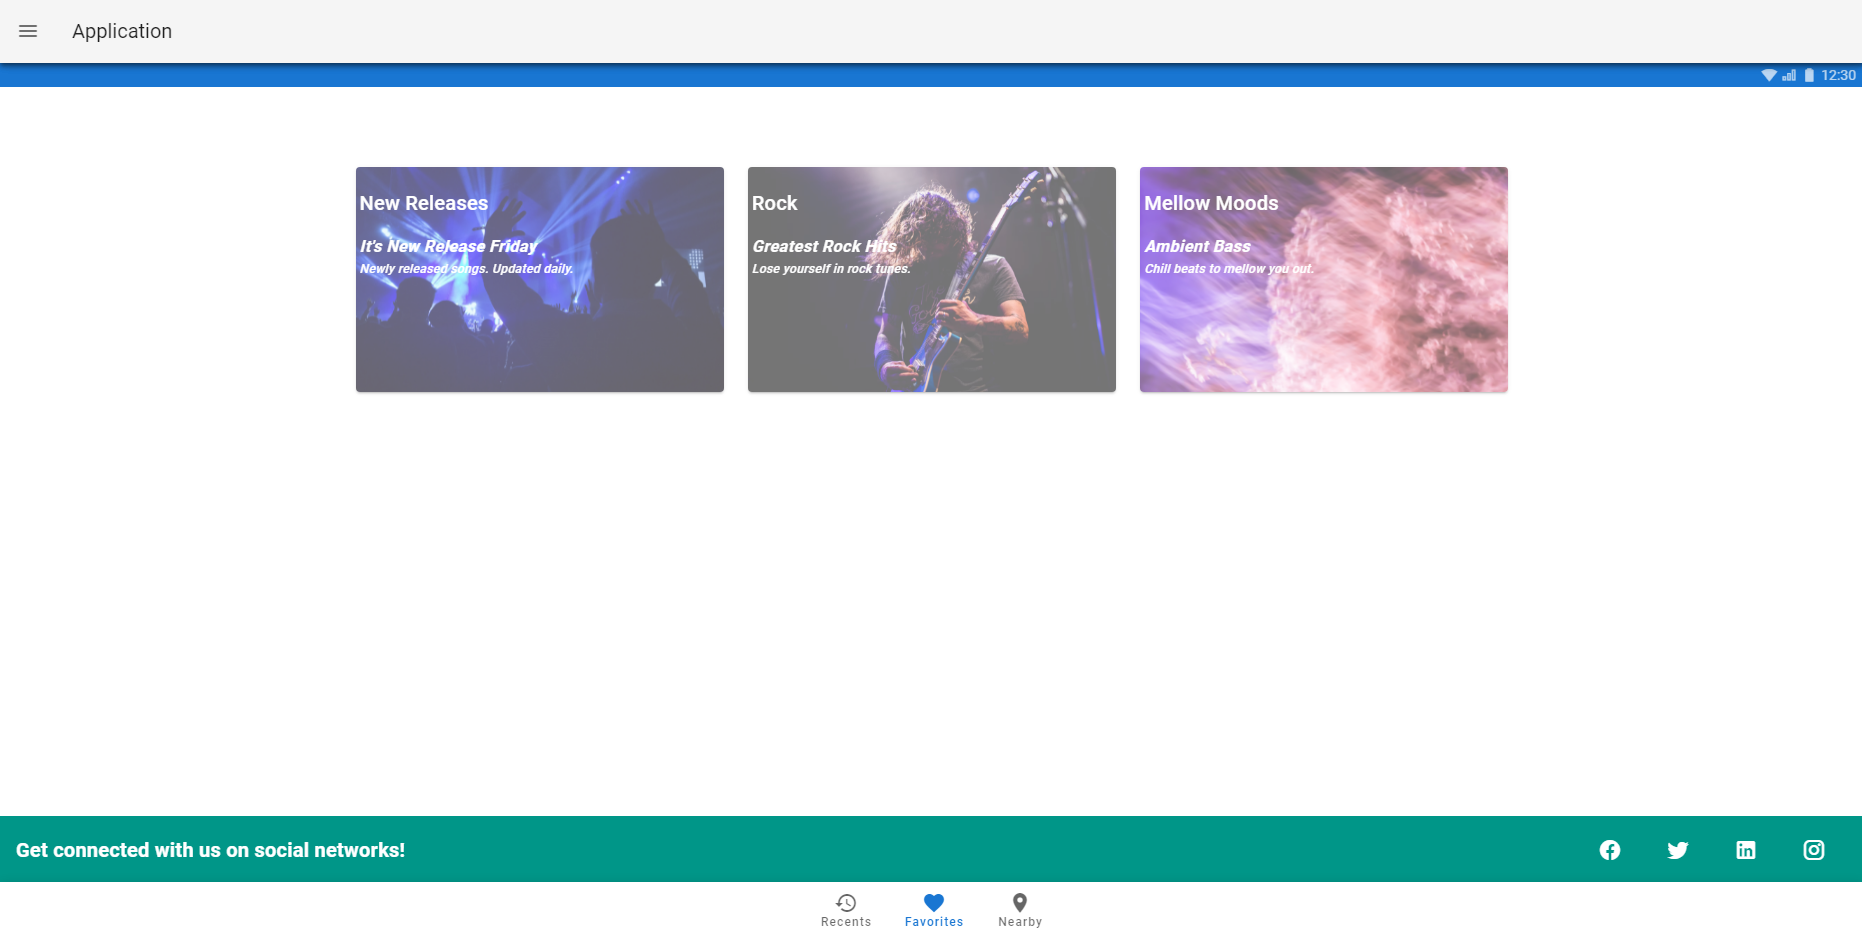 Application
12:30
New Releases
It's New Release Friday
Newly released songs. Updated daily.
Rock
Greatest Rock Hits
Lose yourself in rock tunes.
Mellow Moods
Ambient Bass
Chill beats to mellow you out.
Get connected with us on social networks!
Recents
Favorites
Nearby